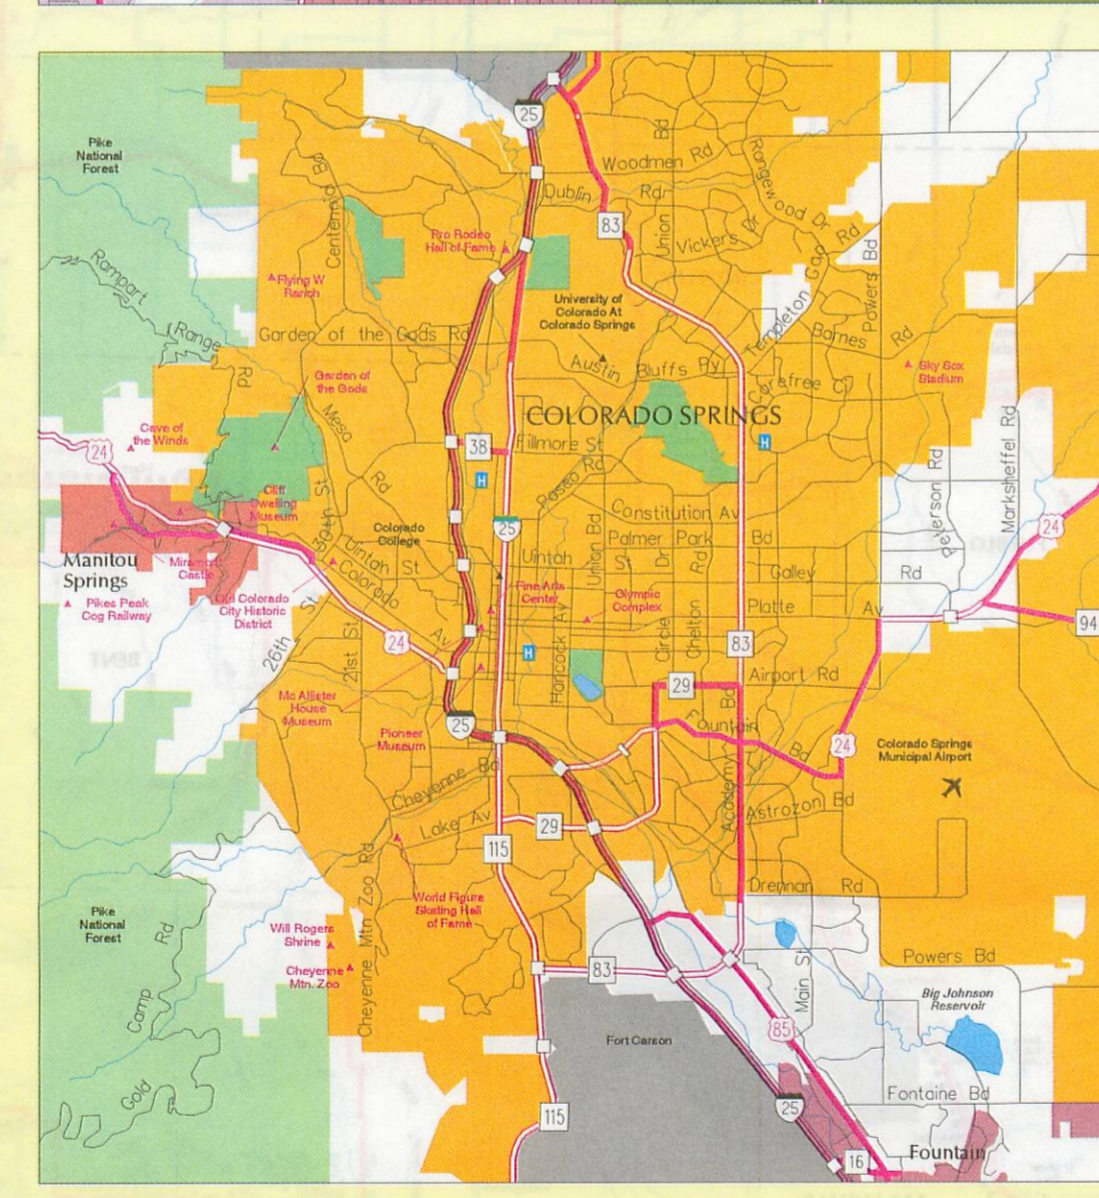 25
Pike
National
Forest
Woodmen Rd
Bd
Rangewood Dr
Dublin
Rd
Centennial Bd
83
Union
Vickers Dr
Rd
Pro Rodeo
Hall of Fame
Powers Bd
Rampart
Flying W
Ranch
Templeton Gap
University of
Colorado At
Colorado Springs
Range
Rd
Garden of the Gods Rd
Barnes Rd
Austin Bluffs Py
Garden of
the Gods
Carefree Cr
Sky Sox
Stadium
Mesa
Rd
COLORADO SPRINGS
Cave of
the Winds
24
38
Fillmore St
H
H
Paseo Rd
Peterson Rd
Marksheffel Rd
Cliff
Dwelling
Museum
30th St
Constitution Av
Colorado
College
25
24
Union Bd
Palmer Park Bd
Manitou
Springs
Miramont
Castle
Uintah St
Uintah
St
Dr
Rd
Galley Rd
Colorado
Av
Fine Arts
Center
Olympic
Complex
Pikes Peak
Cog Railway
Old Colorado
City Historic
District
Platte Av
94
26th St
21st St
24
Hancock Av
Circle
Chelton
83
H
Airport Rd
29
Mc Allister
House
Museum
25
Pioneer
Museum
Fountain
Bd
24
Colorado Springs
Municipal Airport
Cheyenne Bd
Academy Bd
Astrozon Bd
Lake Av
29
115
Drennan Rd
World Figure
Skating Hall
of Fame
Pike
National
Forest
Will Rogers
Shrine
Cheyenne
Mtn. Zoo
Cheyenne Mtn Zoo Rd
83
Powers Bd
Main St
Big Johnson
Reservoir
Gold Camp Rd
85
Fort Carson
Fontaine Bd
25
115
16
Fountain